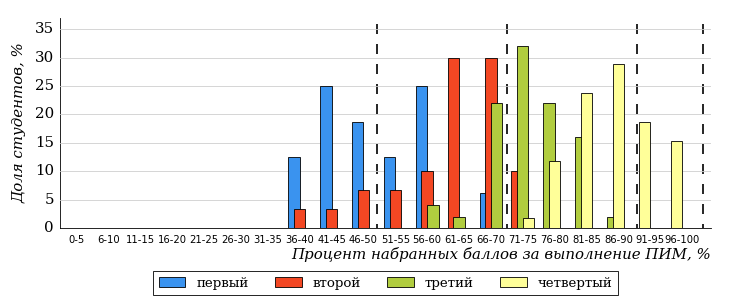 Доля студентов, %
35
30
25
20
15
10
5
0
0-5 6-10 11-15 16-20 21-25 26-30 31-35 36-40 41-45 46-50 51-55 56-60 61-65 66-70 71-75 76-80 81-85 86-90 91-95 96-100
Процент набранных баллов за выполнение ПИМ, %
первый второй третий четвертый